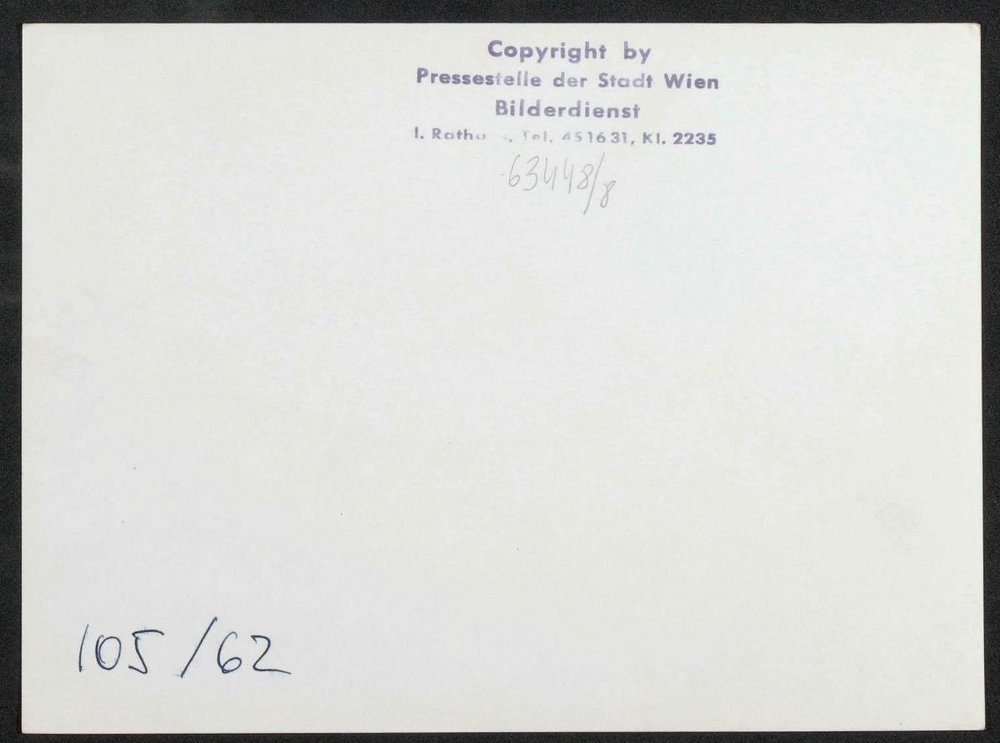 Copyright by
Pressestelle der Stadt Wien
Bilderdienst
I. Tel. 451631, Kl. 2235
63448/8
105/62